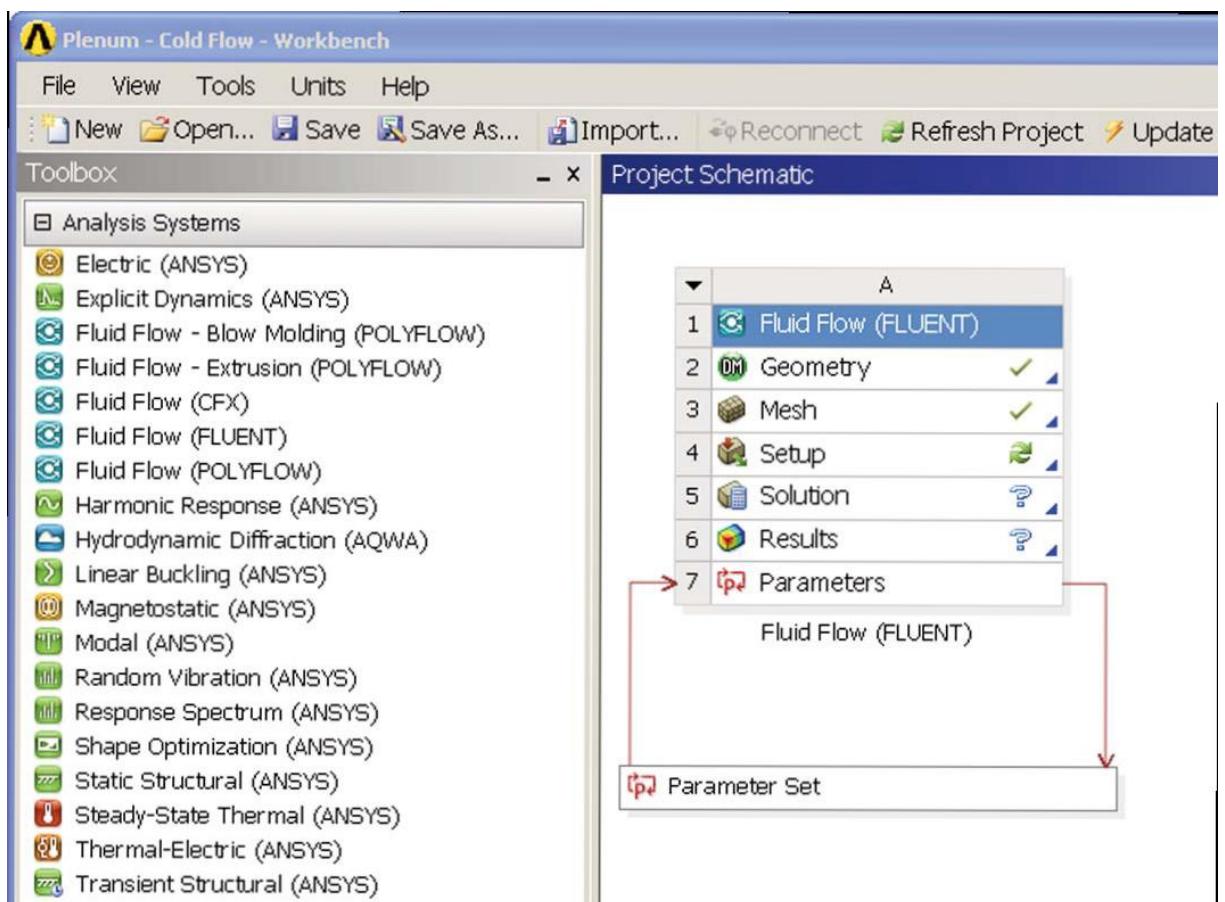 Plenum - Cold Flow - Workbench
File View Tools Units Help
New Open... Save Save As... Import... Reconnect Refresh Project Update
Toolbox
Analysis Systems
Electric (ANSYS)
Explicit Dynamics (ANSYS)
Fluid Flow - Blow Molding (POLYFLOW)
Fluid Flow - Extrusion (POLYFLOW)
Fluid Flow (CFX)
Fluid Flow (FLUENT)
Fluid Flow (POLYFLOW)
Harmonic Response (ANSYS)
Hydrodynamic Diffraction (AQWA)
Linear Buckling (ANSYS)
Magnetostatic (ANSYS)
Modal (ANSYS)
Random Vibration (ANSYS)
Response Spectrum (ANSYS)
Shape Optimization (ANSYS)
Static Structural (ANSYS)
Steady-State Thermal (ANSYS)
Thermal-Electric (ANSYS)
Transient Structural (ANSYS)
Project Schematic
A
1 Fluid Flow (FLUENT)
2 DM Geometry
3 Mesh
4 Setup
5 Solution ?
6 Results ?
7 p Parameters
Fluid Flow (FLUENT)
p Parameter Set